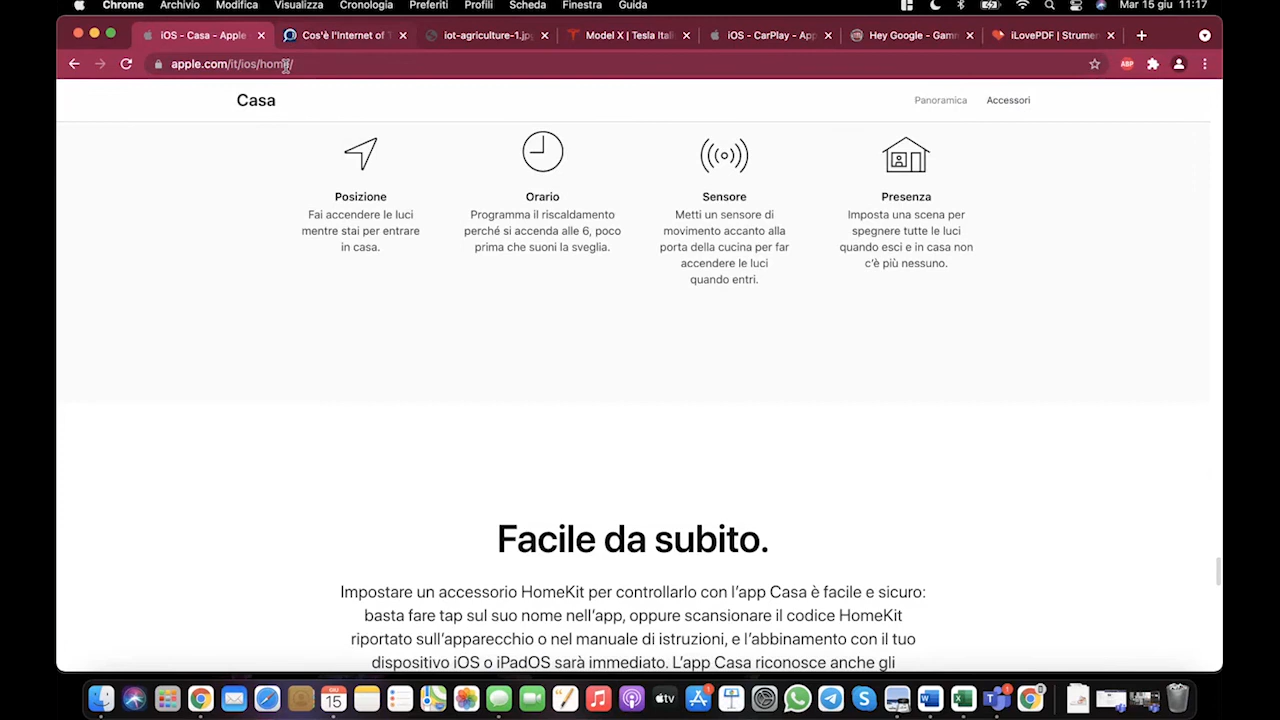 Chrome Archivio Modifica Visualizza Cronologia Preferiti Profili Scheda Finestra Guida Mar 15 giu 11:17
iOS - Casa - Apple Cos'è l'Internet of T iot-agriculture-1.jp Model X | Tesla Ital iOS - CarPlay - App Hey Google - Gam iLovePDF | Strumen
apple.com/it/ios/home/ ABP
Casa Panoramica Accessori
Posizione
Fai accendere le luci
mentre stai per entrare
in casa.
Orario
Programma il riscaldamento
perché si accenda alle 6, poco
prima che suoni la sveglia.
Sensore
Metti un sensore di
movimento accanto alla
porta della cucina per far
accendere le luci
quando entri.
Presenza
Imposta una scena per
spegnere tutte le luci
quando esci e in casa non
c'è più nessuno.
Facile da subito.
Impostare un accessorio HomeKit per controllarlo con l'app Casa è facile e sicuro:
basta fare tap sul suo nome nell'app, oppure scansionare il codice HomeKit
riportato sull'apparecchio o nel manuale di istruzioni, e l'abbinamento con il tuo
dispositivo iOS o iPadOS sarà immediato. L'app Casa riconosce anche gli
15 tv